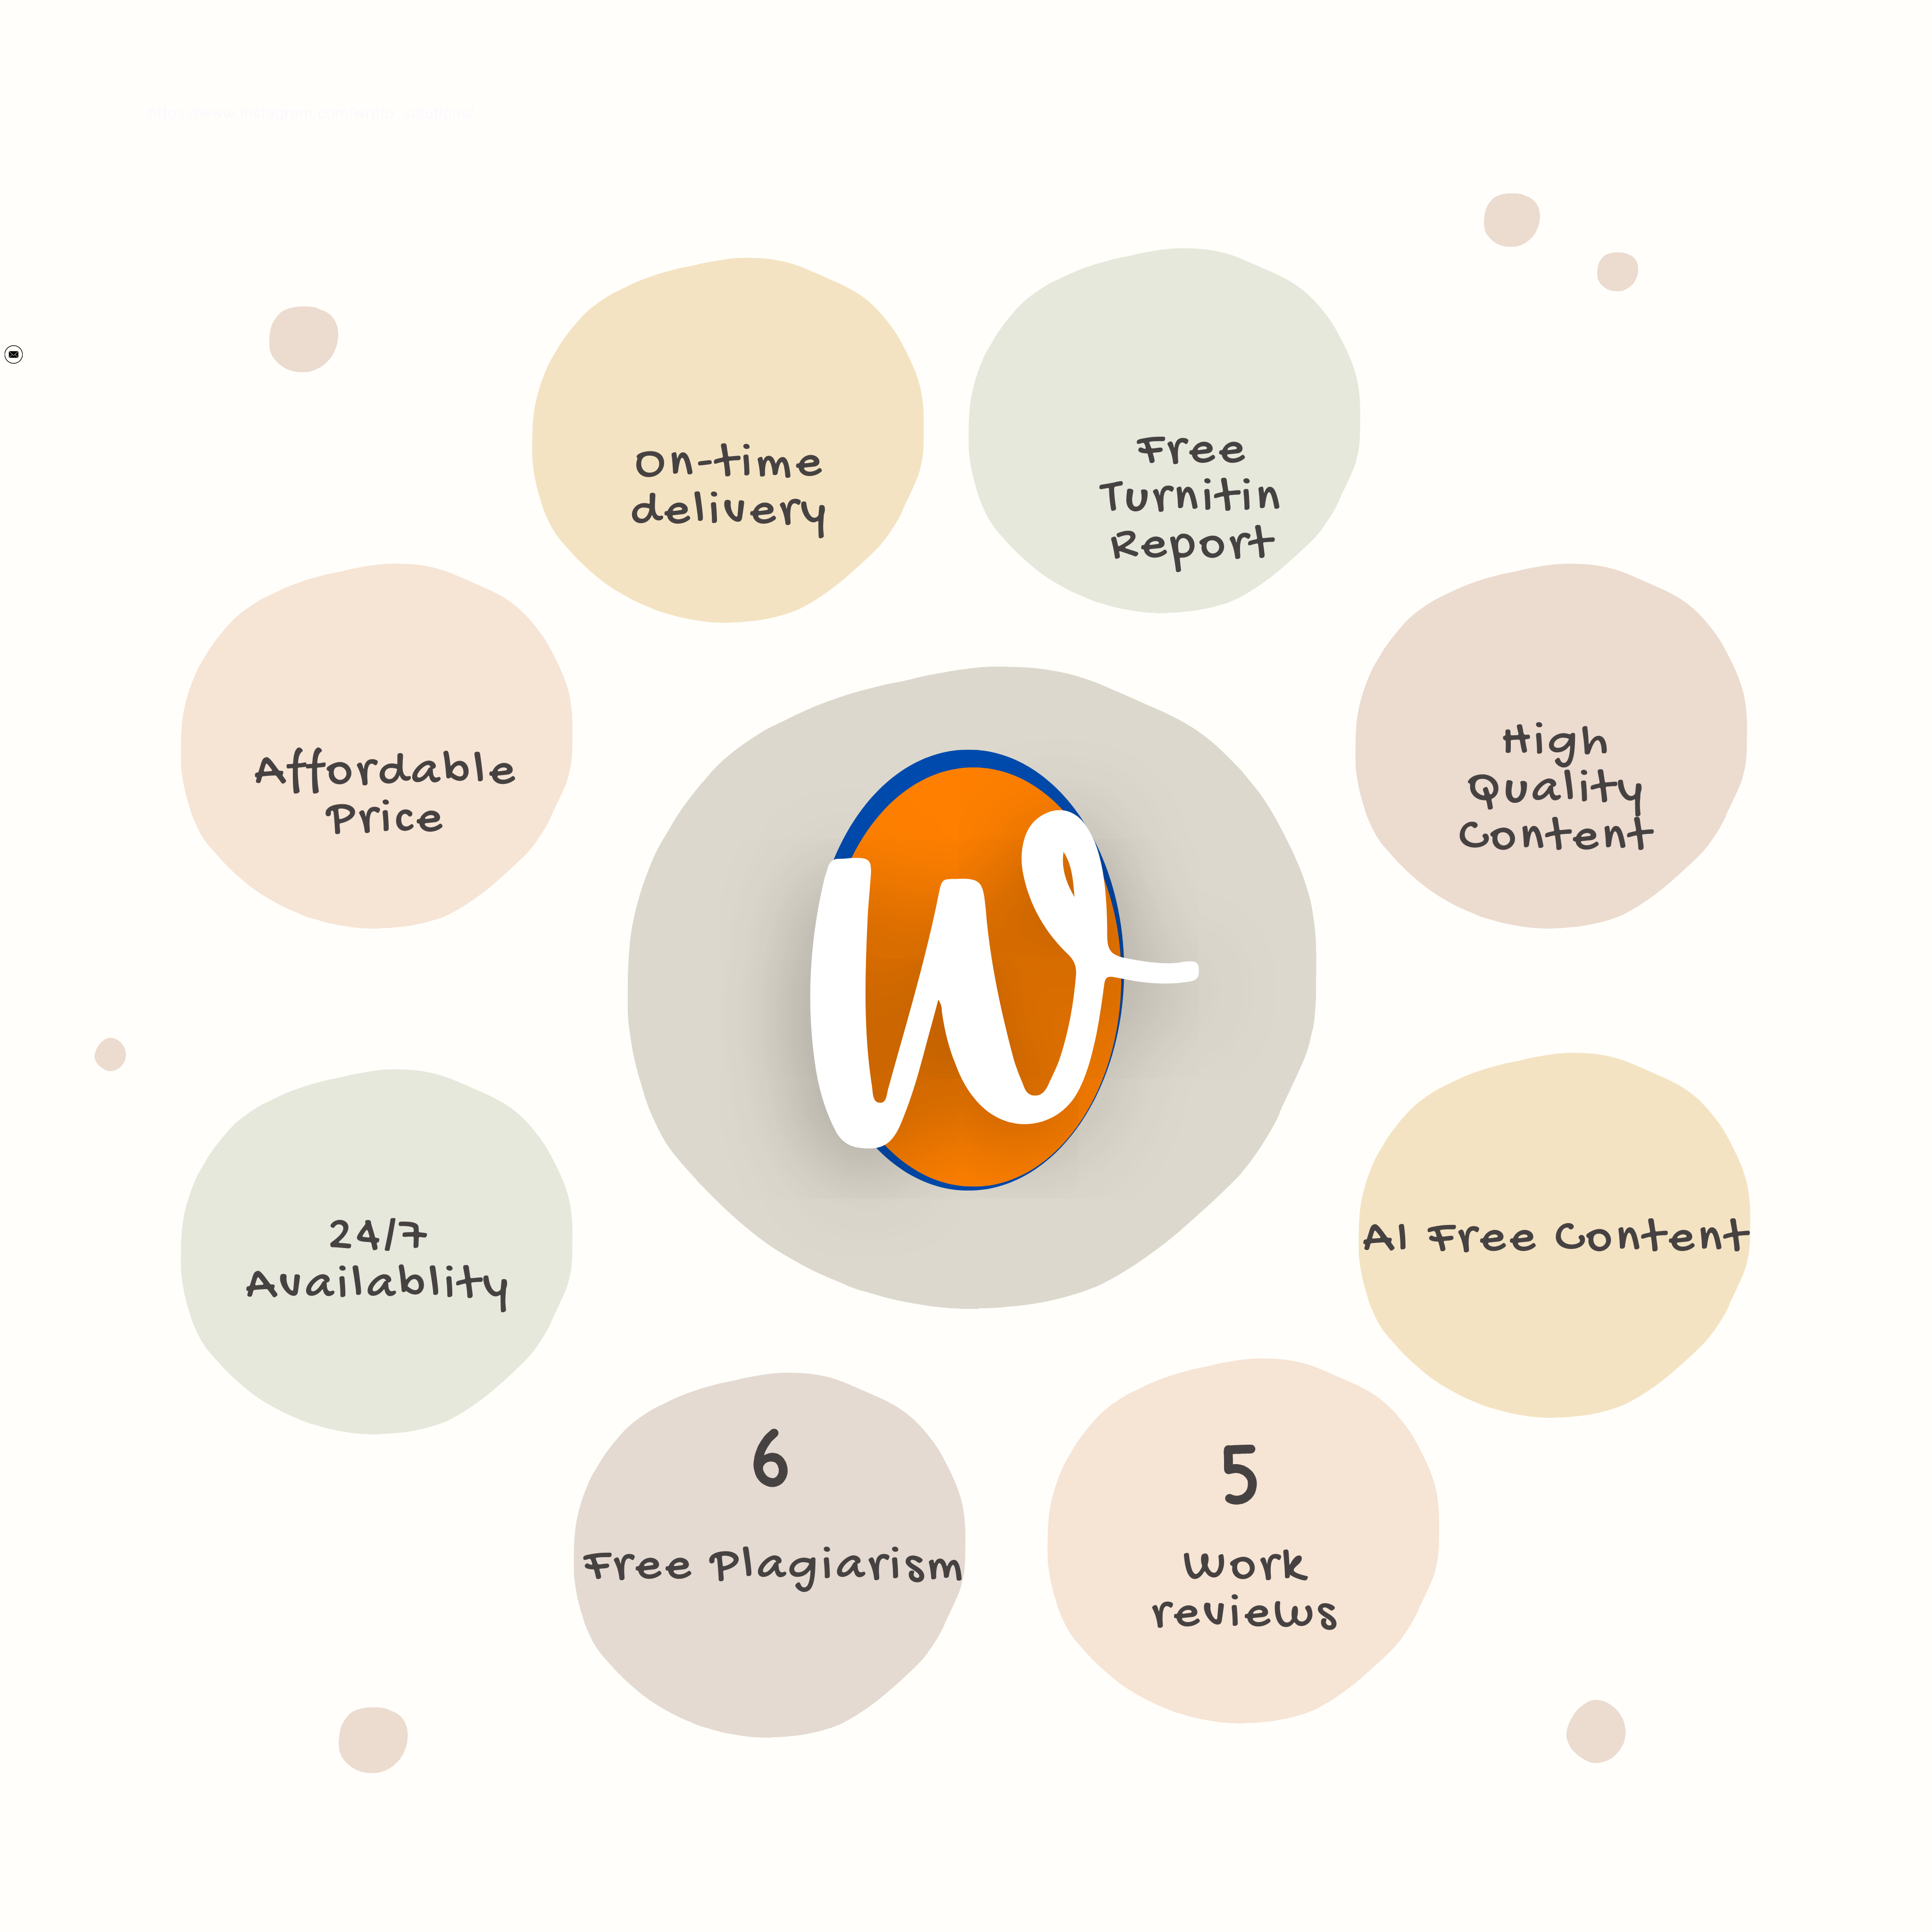 On-time
delivery
Free
Turnitin
Report
Affordable
Price
High
Quality
Content
W
24/7
Availablity
AI Free Content
6
Free Plagiarism
5
Work
reviews